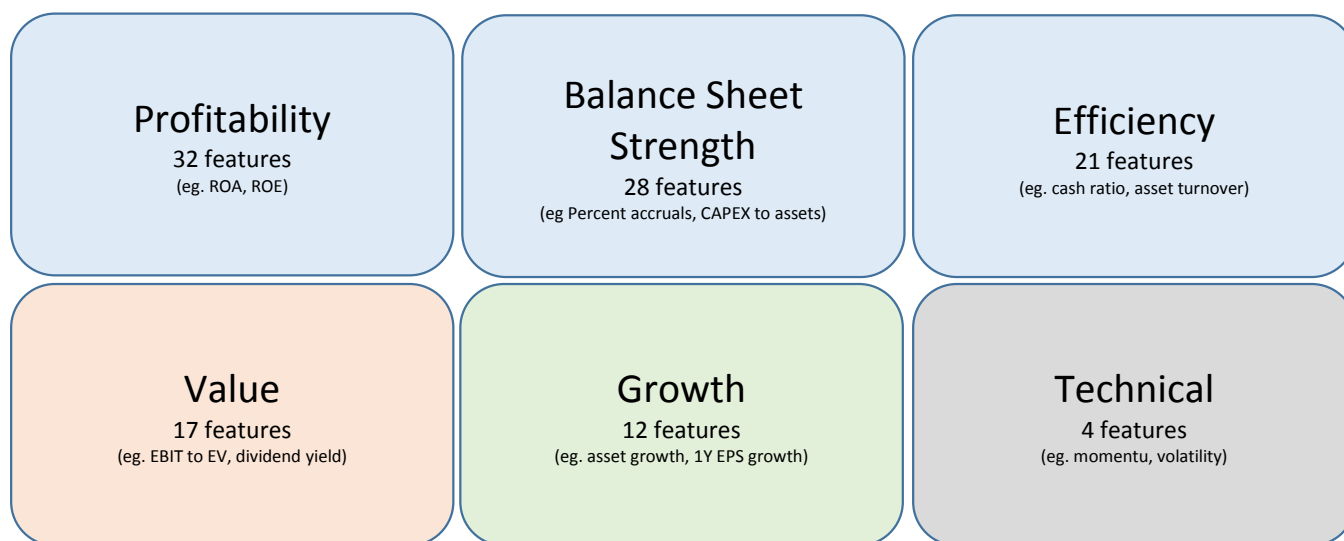 Profitability
32 features
(eg. ROA, ROE)
Balance Sheet
Strength
28 features
(eg Percent accruals, CAPEX to assets)
Efficiency
21 features
(eg. cash ratio, asset turnover)
Value
17 features
(eg. EBIT to EV, dividend yield)
Growth
12 features
(eg. asset growth, 1Y EPS growth)
Technical
4 features
(eg. momentu, volatility)